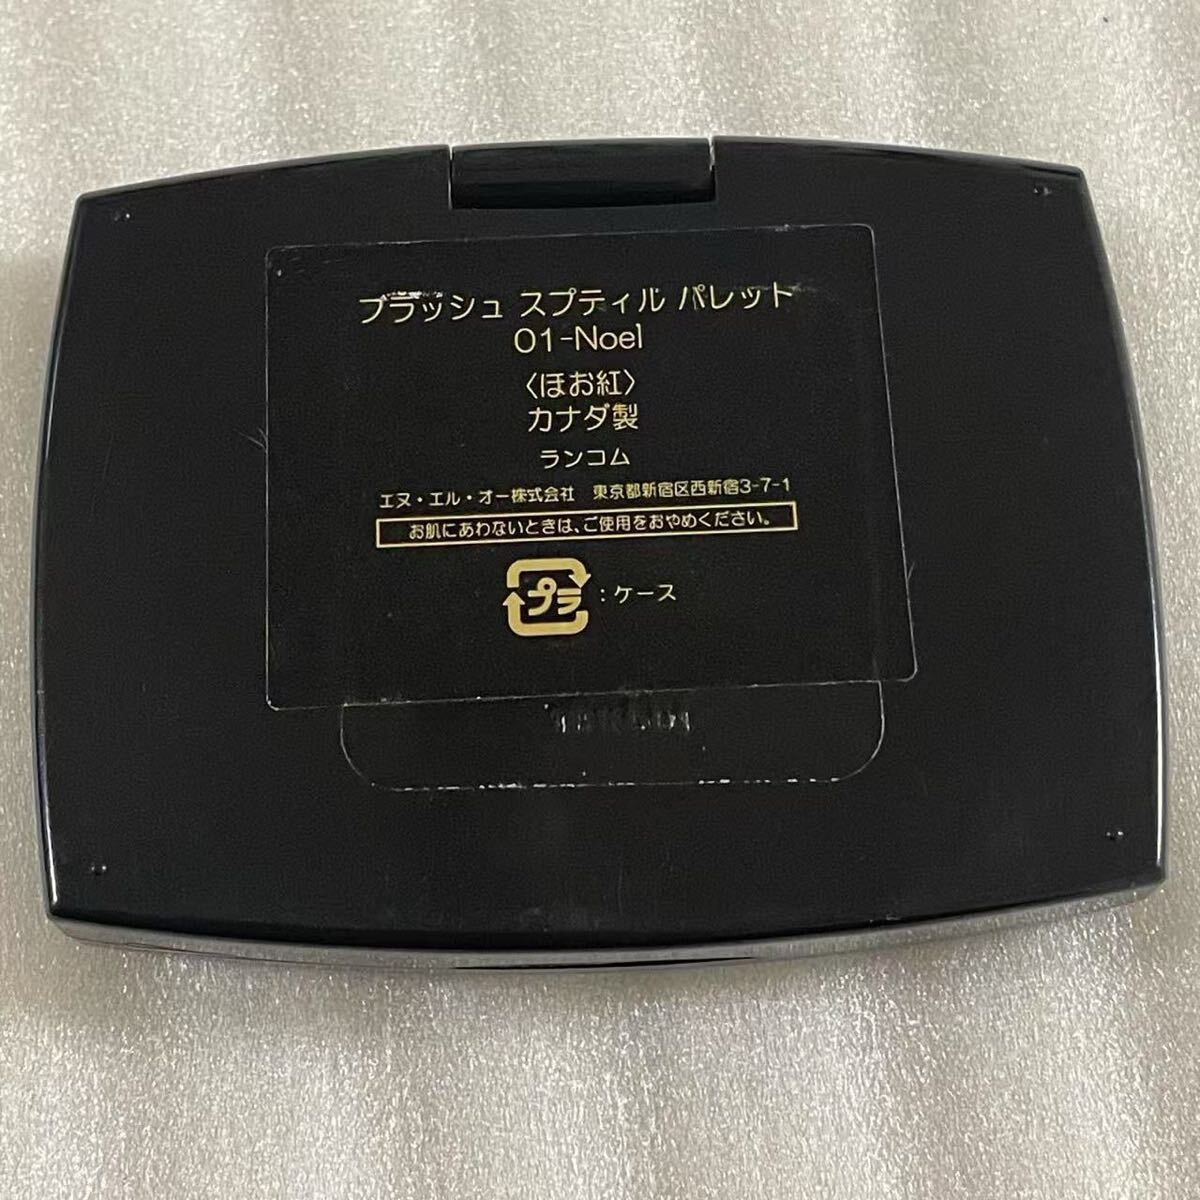 ブラッシュ スプティル パレット
01-Noel
〈ほお紅〉
カナダ製
ランコム
エヌ・エル・オー株式会社 東京都新宿区西新宿3-7-1
お肌にあわないときは、ご使用をおやめください。
プラ : ケース